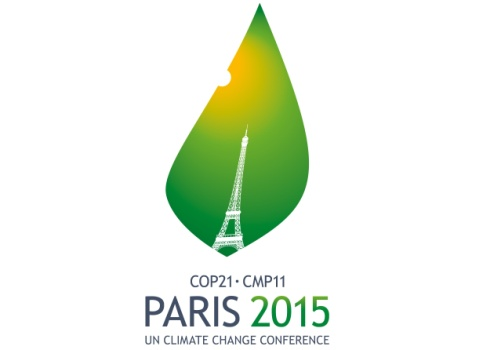 COP21·CMP11
PARIS 2015
UN CLIMATE CHANGE CONFERENCE